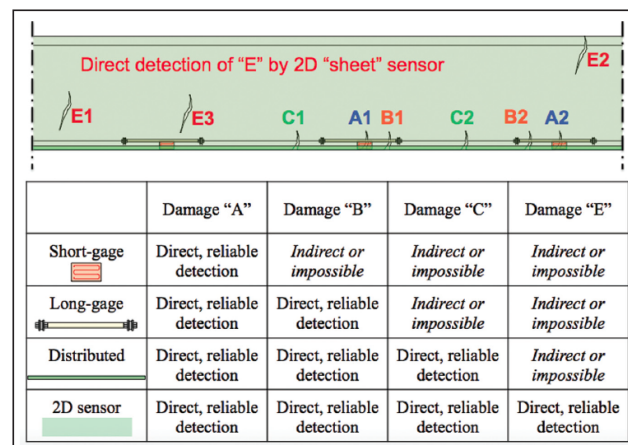 Direct detection of "E" by 2D "sheet" sensor
E2
E1
E3
C1
A1
B1
C2
B2
A2
Damage "A" Damage "B" Damage "C" Damage "E"
Short-gage Direct, reliable detection Indirect or impossible Indirect or impossible Indirect or impossible
Long-gage Direct, reliable detection Direct, reliable detection Indirect or impossible Indirect or impossible
Distributed Direct, reliable detection Direct, reliable detection Direct, reliable detection Indirect or impossible
2D sensor Direct, reliable detection Direct, reliable detection Direct, reliable detection Direct, reliable detection